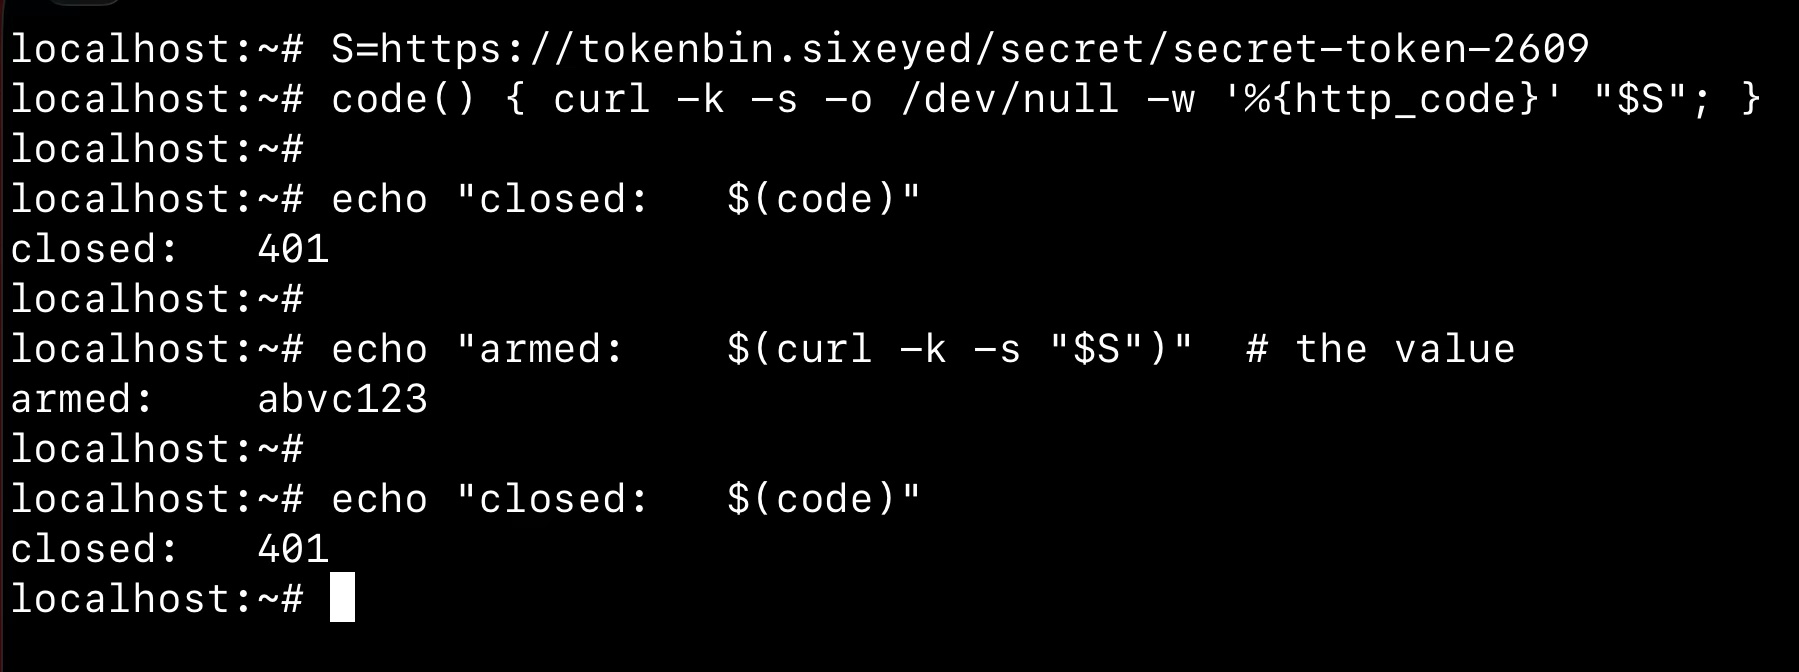 localhost:~# S=https://tokenbin.sixeyed/secret/secret-token-2609
localhost:~# code() { curl -k -s -o /dev/null -w '%{http_code}' "$S"; }
localhost:~#
localhost:~# echo "closed:   $(code)"
closed:   401
localhost:~#
localhost:~# echo "armed:    $(curl -k -s "$S")"  # the value
armed:    abvc123
localhost:~#
localhost:~# echo "closed:   $(code)"
closed:   401
localhost:~#